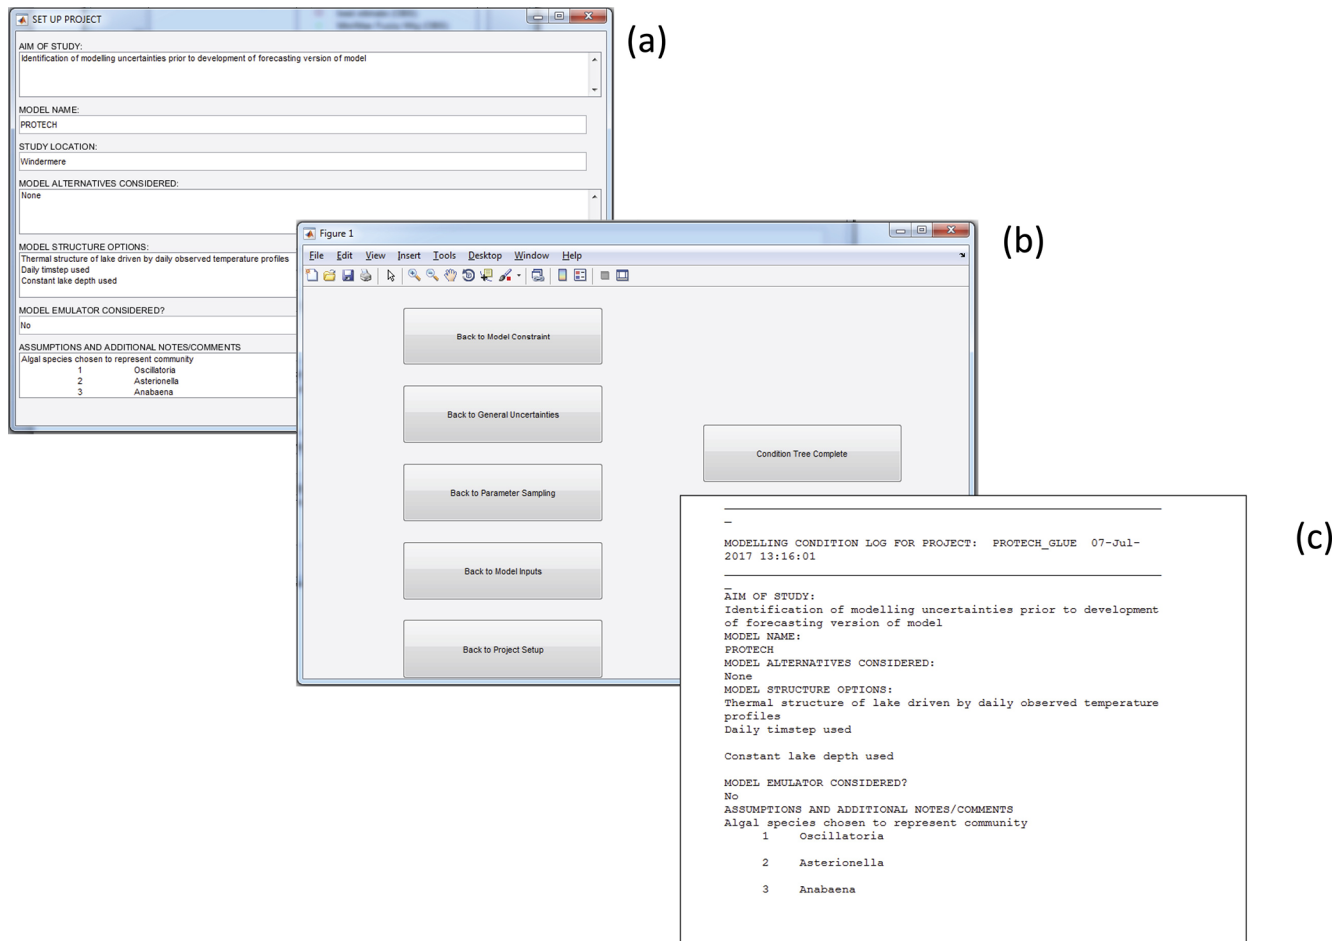 SET UP PROJECT
(a)
AIM OF STUDY:
Identification of modelling uncertainties prior to development of forecasting version of model
MODEL NAME:
PROTECH
STUDY LOCATION:
Windermere
MODEL ALTERNATIVES CONSIDERED:
None
MODEL STRUCTURE OPTIONS:
Thermal structure of lake driven by daily observed temperature profiles
Daily timstep used
Constant lake depth used
MODEL EMULATOR CONSIDERED?
No
ASSUMPTIONS AND ADDITIONAL NOTES/COMMENTS
Algal species chosen to represent community
1 Oscillatoria
2 Asterionella
3 Anabaena
(b)
Figure 1
File Edit View Insert Tools Desktop Window Help
Back to Model Constraint
Back to General Uncertainties
Back to Parameter Sampling
Back to Model Inputs
Back to Project Setup
Condition Tree Complete
(c)
MODELLING CONDITION LOG FOR PROJECT: PROTECH_GLUE 07-Jul-
2017 13:16:01
AIM OF STUDY:
Identification of modelling uncertainties prior to development
of forecasting version of model
MODEL NAME:
PROTECH
MODEL ALTERNATIVES CONSIDERED:
None
MODEL STRUCTURE OPTIONS:
Thermal structure of lake driven by daily observed temperature
profiles
Daily timstep used
Constant lake depth used
MODEL EMULATOR CONSIDERED?
No
ASSUMPTIONS AND ADDITIONAL NOTES/COMMENTS
Algal species chosen to represent community
1 Oscillatoria
2 Asterionella
3 Anabaena